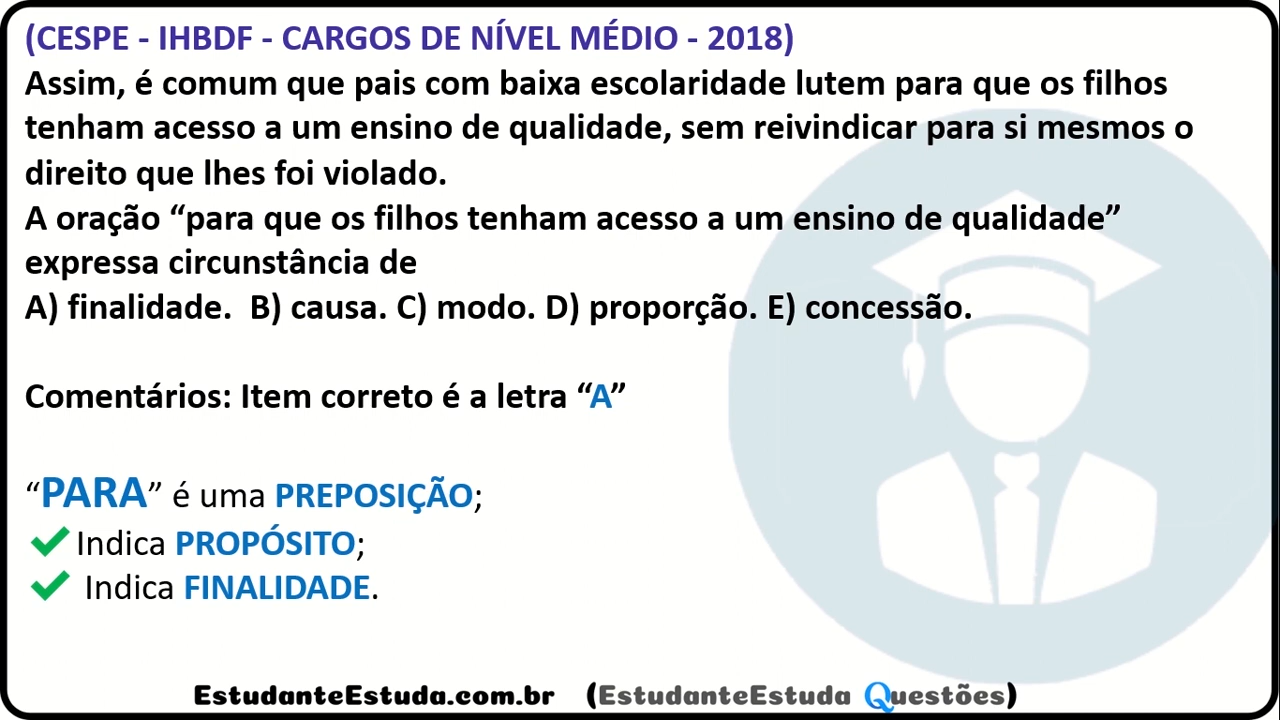 (CESPE - IHBDF - CARGOS DE NÍVEL MÉDIO - 2018)
Assim, é comum que pais com baixa escolaridade lutem para que os filhos
tenham acesso a um ensino de qualidade, sem reivindicar para si mesmos o
direito que lhes foi violado.
A oração “para que os filhos tenham acesso a um ensino de qualidade”
expressa circunstância de
A) finalidade.  B) causa. C) modo. D) proporção. E) concessão.
Comentários: Item correto é a letra “A”
“PARA” é uma PREPOSIÇÃO;
Indica PROPÓSITO;
Indica FINALIDADE.
EstudanteEstuda.com.br (EstudanteEstuda Questões)